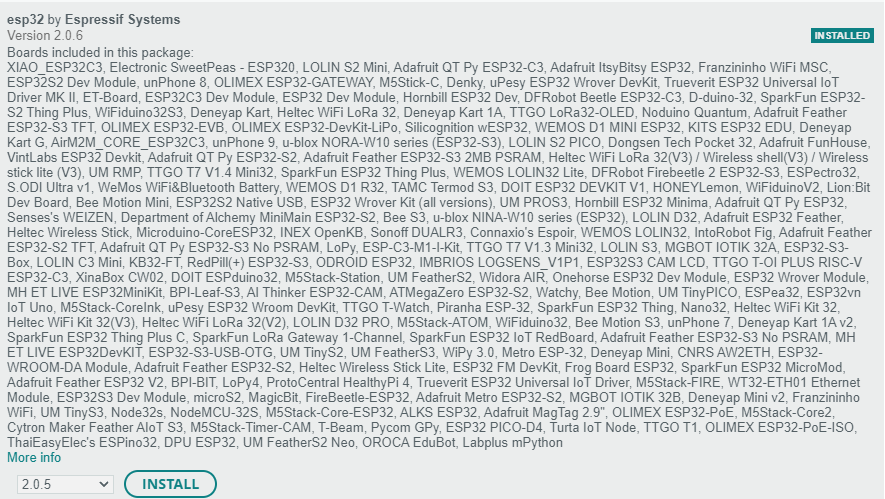 esp32 by Espressif Systems
Version 2.0.6
INSTALLED
Boards included in this package:
XIAO_ESP32C3, Electronic SweetPeas - ESP320, LOLIN S2 Mini, Adafruit QT Py ESP32-C3, Adafruit ItsyBitsy ESP32, Franzininho WiFi MSC,
ESP32S2 Dev Module, unPhone 8, OLIMEX ESP32-GATEWAY, M5Stick-C, Denky, uPesy ESP32 Wrover DevKit, Trueverit ESP32 Universal IoT
Driver MK II, ET-Board, ESP32C3 Dev Module, ESP32 Dev Module, Hornbill ESP32 Dev, DFRobot Beetle ESP32-C3, D-duino-32, SparkFun ESP32-
S2 Thing Plus, WiFiduino32S3, Deneyap Kart, Heltec WiFi LoRa 32, Deneyap Kart 1A, TTGO LoRa32-OLED, Noduino Quantum, Adafruit Feather
ESP32-S3 TFT, OLIMEX ESP32-EVB, OLIMEX ESP32-DevKit-LiPo, Silicognition wESP32, WEMOS D1 MINI ESP32, KITS ESP32 EDU, Deneyap
Kart G, AirM2M_CORE_ESP32C3, unPhone 9, u-blox NORA-W10 series (ESP32-S3), LOLIN S2 PICO, Dongsen Tech Pocket 32, Adafruit FunHouse,
VintLabs ESP32 Devkit, Adafruit QT Py ESP32-S2, Adafruit Feather ESP32-S3 2MB PSRAM, Heltec WiFi LoRa 32(V3) / Wireless shell(V3) / Wireless
stick lite (V3), UM RMP, TTGO T7 V1.4 Mini32, SparkFun ESP32 Thing Plus, WEMOS LOLIN32 Lite, DFRobot Firebeetle 2 ESP32-S3, ESPectro32,
S.ODI Ultra v1, WeMos WiFi&Bluetooth Battery, WEMOS D1 R32, TAMC Termod S3, DOIT ESP32 DEVKIT V1, HONEYLemon, WiFiduinoV2, Lion:Bit
Dev Board, Bee Motion Mini, ESP32S2 Native USB, ESP32 Wrover Kit (all versions), UM PROS3, Hornbill ESP32 Minima, Adafruit QT Py ESP32,
Senses's WEIZEN, Department of Alchemy MiniMain ESP32-S2, Bee S3, u-blox NINA-W10 series (ESP32), LOLIN D32, Adafruit ESP32 Feather,
Heltec Wireless Stick, Microduino-CoreESP32, INEX OpenKB, Sonoff DUALR3, Connaxio's Espoir, WEMOS LOLIN32, IntoRobot Fig, Adafruit Feather
ESP32-S2 TFT, Adafruit QT Py ESP32-S3 No PSRAM, LoPy, ESP-C3-M1-I-Kit, TTGO T7 V1.3 Mini32, LOLIN S3, MGBOT IOTIK 32A, ESP32-S3-
Box, LOLIN C3 Mini, KB32-FT, RedPill(+) ESP32-S3, ODROID ESP32, IMBRIOS LOGSENS_V1P1, ESP32S3 CAM LCD, TTGO T-OI PLUS RISC-V
ESP32-C3, XinaBox CW02, DOIT ESPduino32, M5Stack-Station, UM FeatherS2, Widora AIR, Onehorse ESP32 Dev Module, ESP32 Wrover Module,
MH ET LIVE ESP32MiniKit, BPI-Leaf-S3, AI Thinker ESP32-CAM, ATMegaZero ESP32-S2, Watchy, Bee Motion, UM TinyPICO, ESPea32, ESP32vn
IoT Uno, M5Stack-CoreInk, uPesy ESP32 Wroom DevKit, TTGO T-Watch, Piranha ESP-32, SparkFun ESP32 Thing, Nano32, Heltec WiFi Kit 32,
Heltec WiFi Kit 32(V3), Heltec WiFi LoRa 32(V2), LOLIN D32 PRO, M5Stack-ATOM, WiFiduino32, Bee Motion S3, unPhone 7, Deneyap Kart 1A v2,
SparkFun ESP32 Thing Plus C, SparkFun LoRa Gateway 1-Channel, SparkFun ESP32 IoT RedBoard, Adafruit Feather ESP32-S3 No PSRAM, MH
ET LIVE ESP32DevKIT, ESP32-S3-USB-OTG, UM TinyS2, UM FeatherS3, WiPy 3.0, Metro ESP-32, Deneyap Mini, CNRS AW2ETH, ESP32-
WROOM-DA Module, Adafruit Feather ESP32-S2, Heltec Wireless Stick Lite, ESP32 FM DevKit, Frog Board ESP32, SparkFun ESP32 MicroMod,
Adafruit Feather ESP32 V2, BPI-BIT, LoPy4, ProtoCentral HealthyPi 4, Trueverit ESP32 Universal IoT Driver, M5Stack-FIRE, WT32-ETH01 Ethernet
Module, ESP32S3 Dev Module, microS2, MagicBit, FireBeetle-ESP32, Adafruit Metro ESP32-S2, MGBOT IOTIK 32B, Deneyap Mini v2, Franzininho
WiFi, UM TinyS3, Node32s, NodeMCU-32S, M5Stack-Core-ESP32, ALKS ESP32, Adafruit MagTag 2.9", OLIMEX ESP32-PoE, M5Stack-Core2,
Cytron Maker Feather AIoT S3, M5Stack-Timer-CAM, T-Beam, Pycom GPy, ESP32 PICO-D4, Turta IoT Node, TTGO T1, OLIMEX ESP32-PoE-ISO,
ThaiEasyElec's ESPino32, DPU ESP32, UM FeatherS2 Neo, OROCA EduBot, Labplus mPython
More info
2.0.5
INSTALL